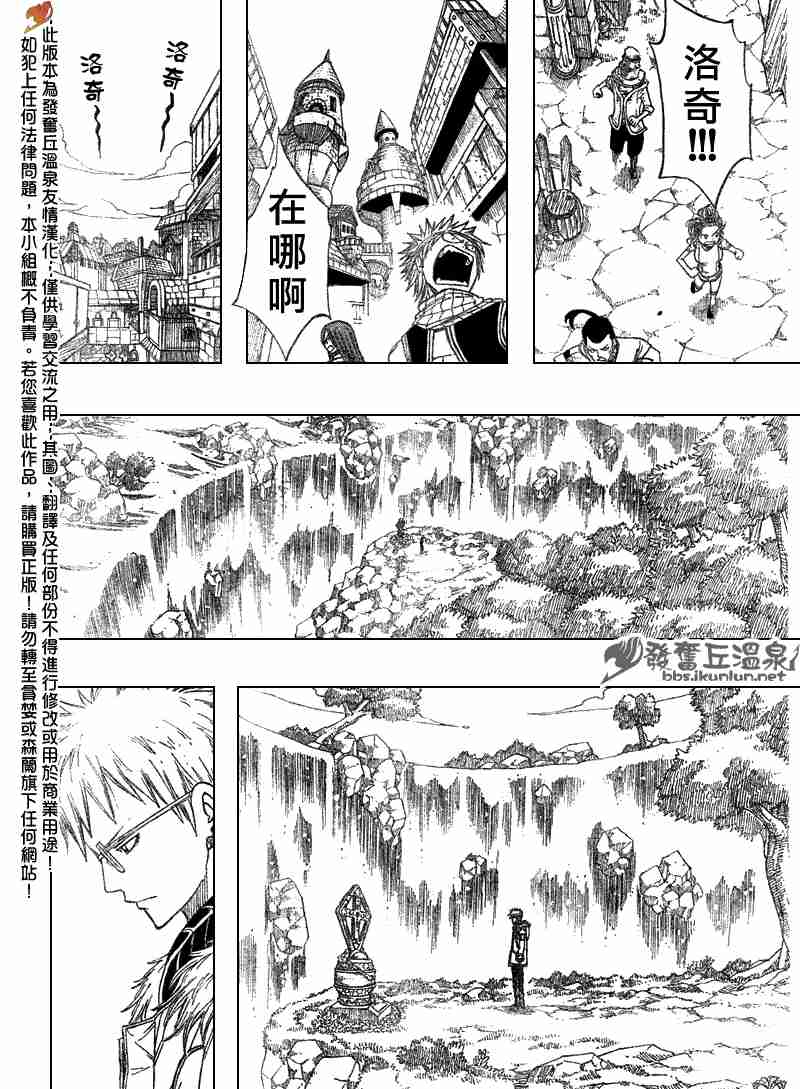 洛奇!!!
在哪啊
洛奇~
洛奇~
發奮丘溫泉
bbs.ikunlun.net
此版本為發奮丘溫泉友情漢化…僅供學習交流之用…其圖、翻譯及任何部份不得進行修改或用於商業用途！
如犯上任何法律問題，本小組概不負責。若您喜歡此作品，請購買正版！請勿轉至貪婪或森蘭旗下任何網站！